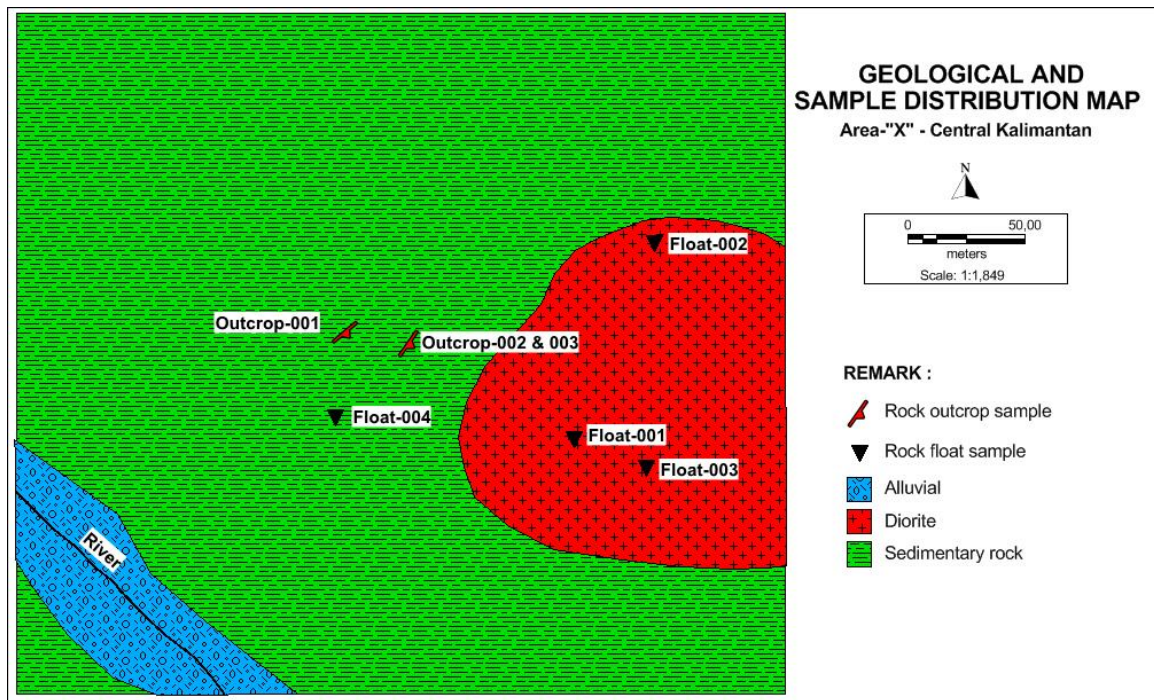 GEOLOGICAL AND
SAMPLE DISTRIBUTION MAP
Area-"X" - Central Kalimantan
N
0 50,00
meters
Scale: 1:1,849
Float-002
Outcrop-001
Outcrop-002 & 003
Float-004
Float-001
Float-003
River
REMARK :
Rock outcrop sample
Rock float sample
Alluvial
Diorite
Sedimentary rock